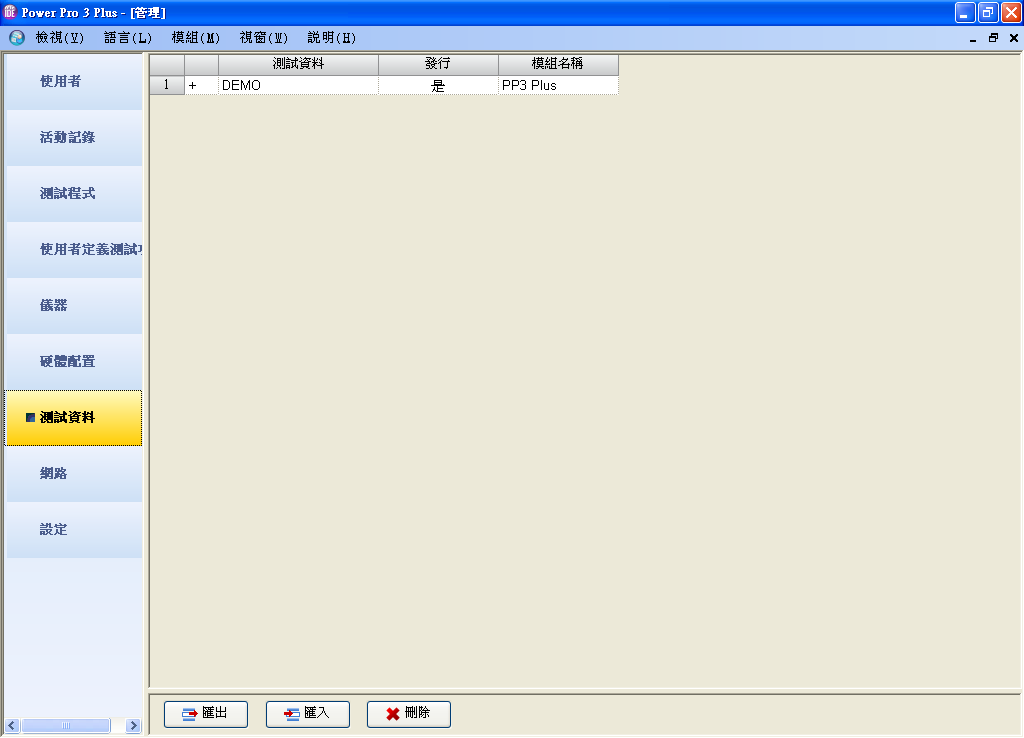 Power Pro 3 Plus - [管理]
檢視(V) 語言(L) 模組(M) 視窗(W) 說明(H)
使用者
活動記錄
測試程式
使用者定義測試
儀器
硬體配置
測試資料
網路
設定
測試資料 發行 模組名稱
1 + DEMO 是 PP3 Plus
匯出 匯入 刪除